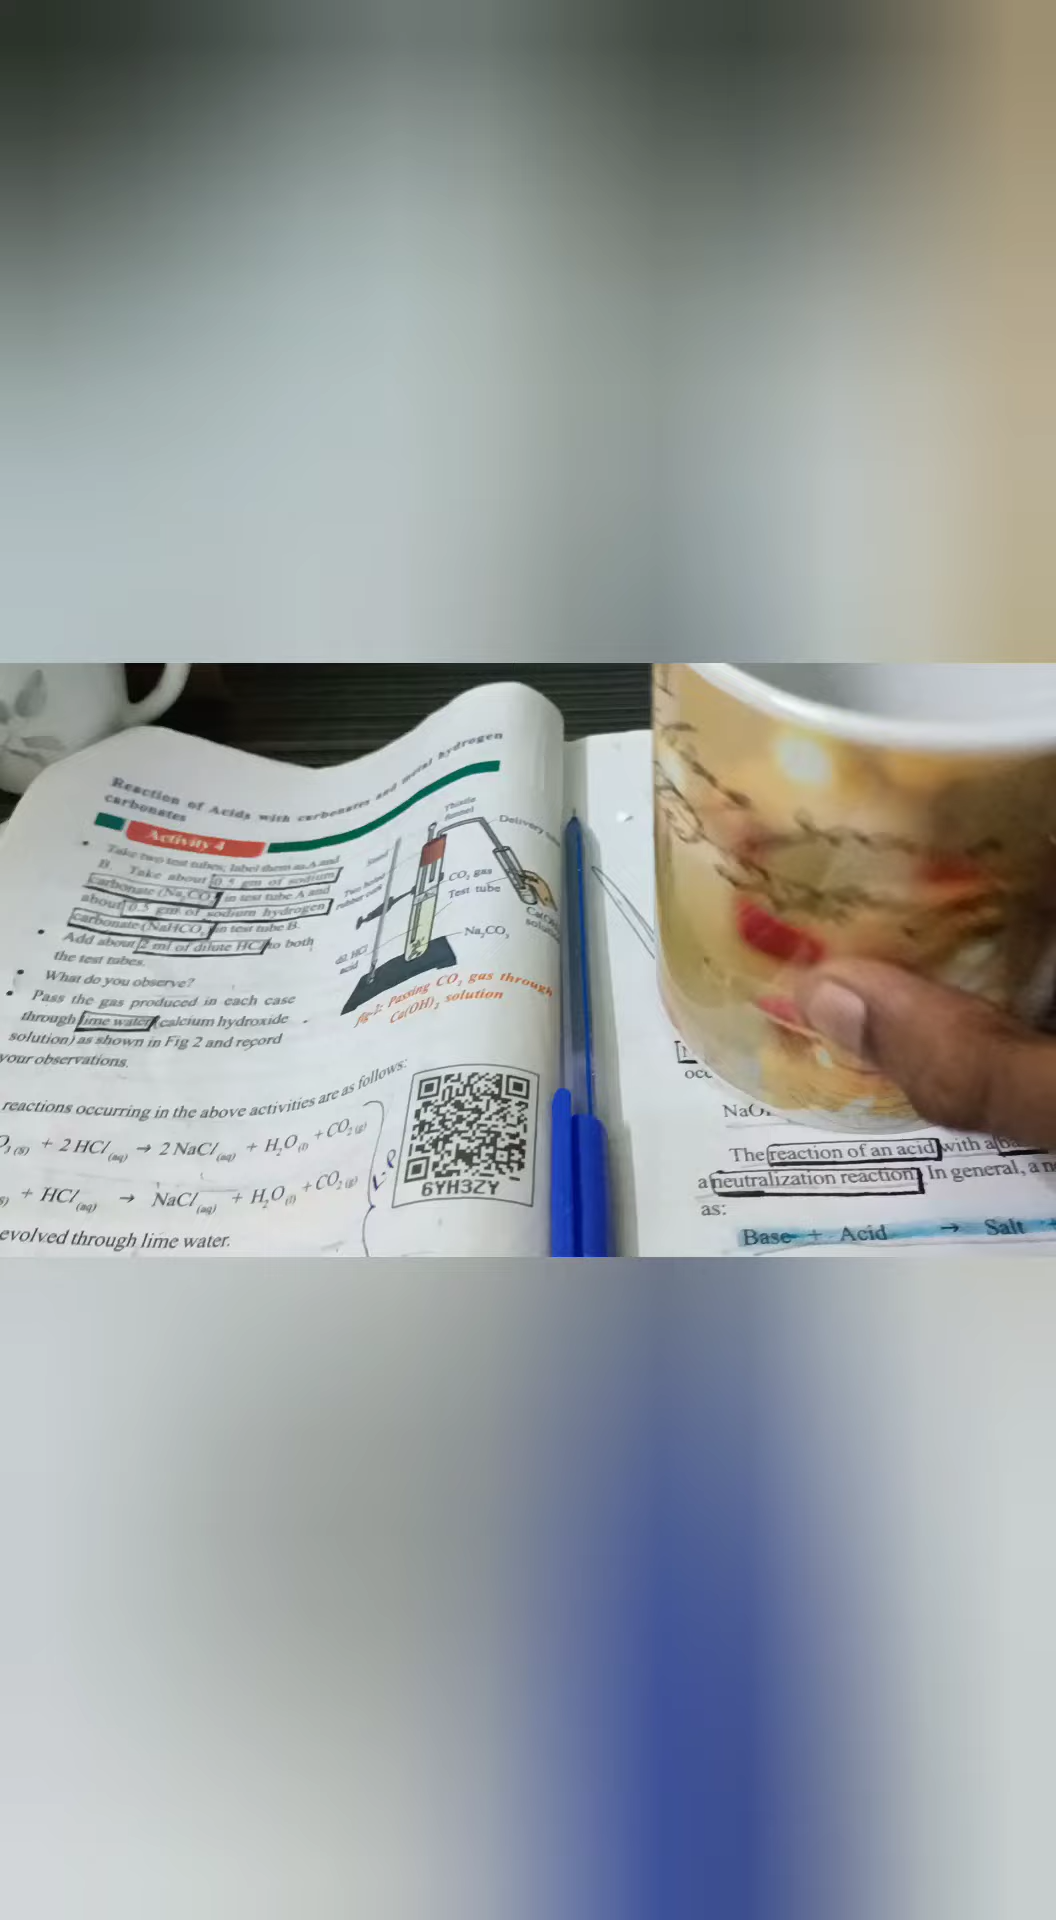 Reaction of Acids with carbonates and metal hydrogen
carbonates
Activity 4
Take two test tubes, label them as A and
B. Take about 0.5 gm of sodium
carbonate (Na₂CO₃) in test tube A and
about 0.5 gm of sodium hydrogen
carbonate (NaHCO₃) in test tube B.
Add about 2 ml of dilute HCl to both
the test tubes.
What do you observe?
Pass the gas produced in each case
through lime water (calcium hydroxide
solution) as shown in Fig 2 and record
your observations.
Thistle
funnel
Delivery
Stand
Two holed
rubber cork
CO₂ gas
Test tube
Ca(OH)
solution
Na₂CO₃
dil. HCl
acid
fig-2: Passing CO₂ gas through
Ca(OH)₂ solution
reactions occurring in the above activities are as follows:
O₃ (s) + 2 HCl (aq) → 2 NaCl (aq) + H₂O (l) + CO₂ (g)
s) + HCl (aq) → NaCl (aq) + H₂O (l) + CO₂ (g)
evolved through lime water.
6YH3ZY
occ
NaO
The reaction of an acid with a ba
a neutralization reaction. In general, a ne
as:
Base + Acid → Salt +